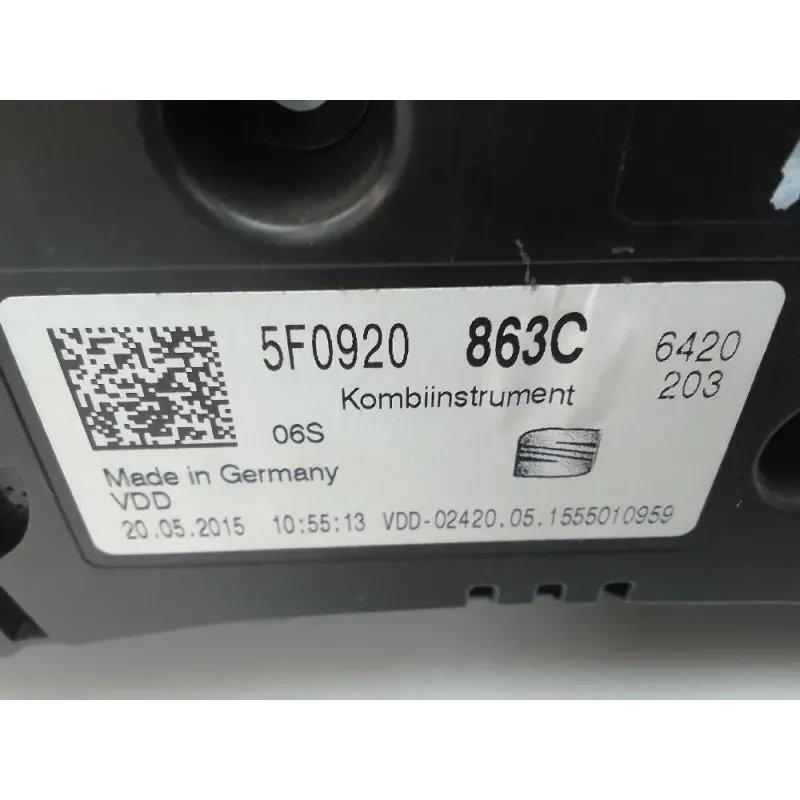 5F0920 863C 6420
Kombiinstrument 203
06S
Made in Germany
VDD
20.05.2015 10:55:13 VDD-02420.05.1555010959